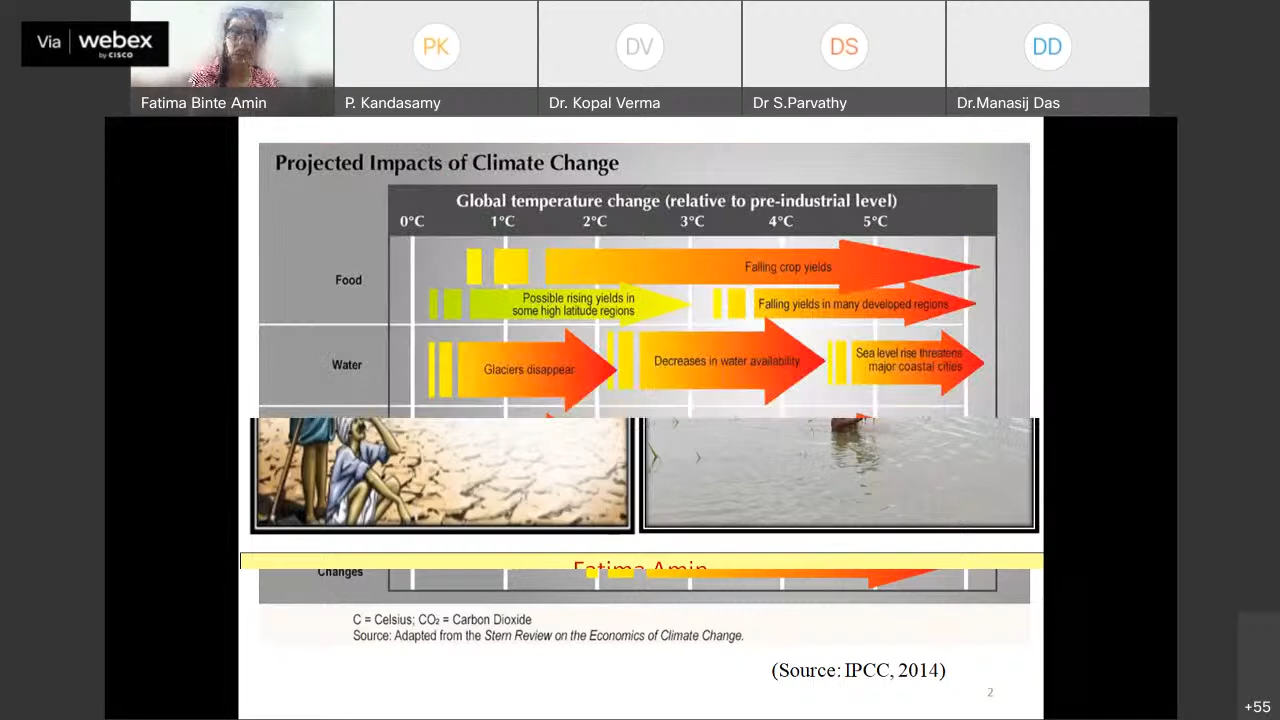 Via webex
by CISCO
PK
DV
DS
DD
Fatima Binte Amin
P. Kandasamy
Dr. Kopal Verma
Dr S.Parvathy
Dr.Manasij Das
Projected Impacts of Climate Change
Global temperature change (relative to pre-industrial level)
0°C 1°C 2°C 3°C 4°C 5°C
Food
Falling crop yields
Possible rising yields in
some high latitude regions
Falling yields in many developed regions
Water
Glaciers disappear
Decreases in water availability
Sea level rise threatens
major coastal cities
Fatima Amin
Changes
C = Celsius; CO₂ = Carbon Dioxide
Source: Adapted from the Stern Review on the Economics of Climate Change.
(Source: IPCC, 2014)
2
+55